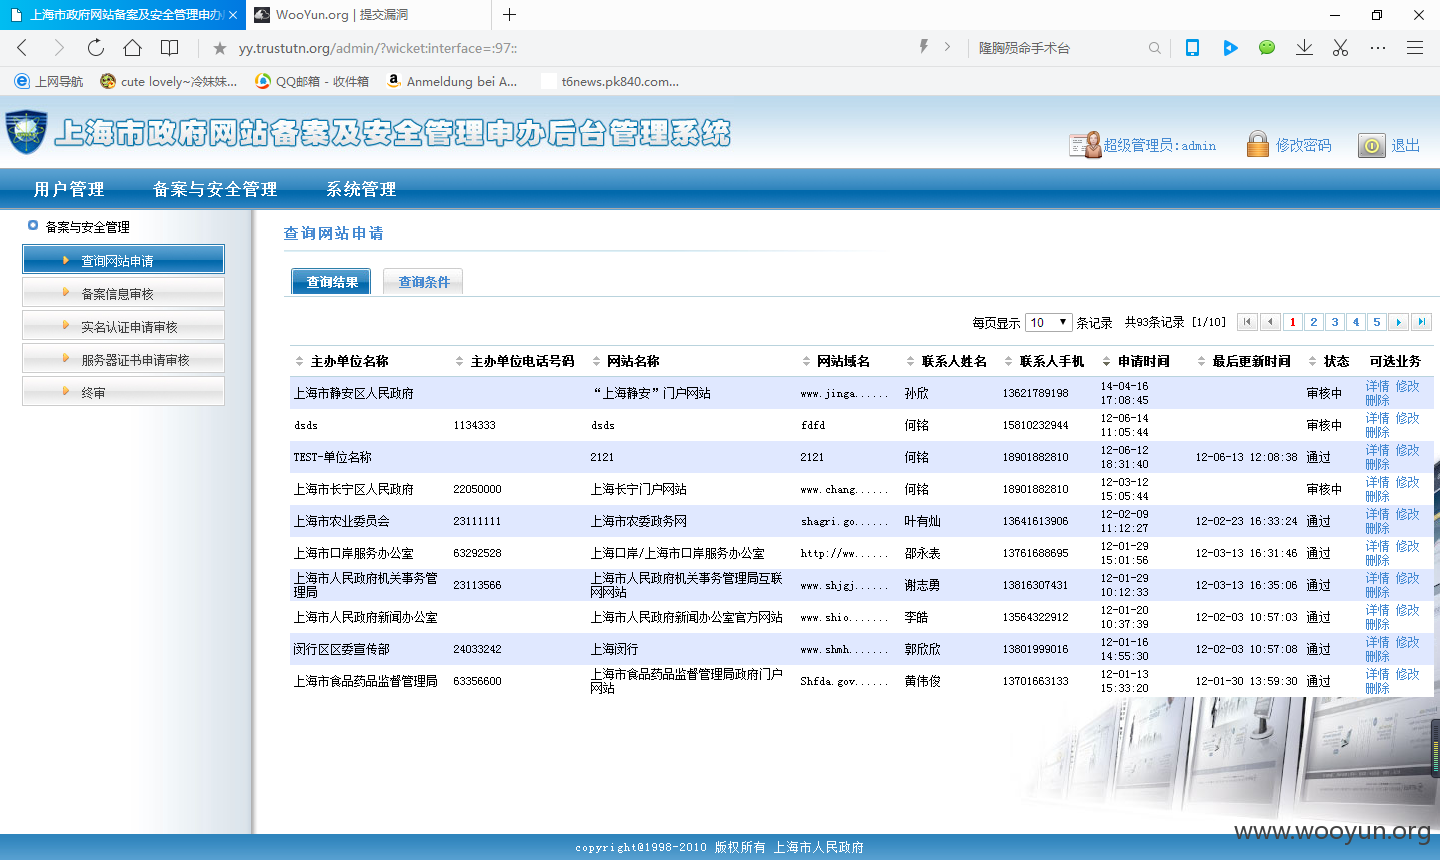 上海市政府网站备案及安全管理申办
WooYun.org | 提交漏洞
yy.trustutn.org/admin/?wicket:interface=:97::
隆胸殒命手术台
上网导航
cute lovely~冷妹妹...
QQ邮箱 - 收件箱
Anmeldung bei A...
t6news.pk840.com...
上海市政府网站备案及安全管理申办后台管理系统
超级管理员:admin
修改密码
退出
用户管理
备案与安全管理
系统管理
备案与安全管理
查询网站申请
备案信息审核
实名认证申请审核
服务器证书申请审核
终审
查询网站申请
查询结果
查询条件
每页显示 10 条记录 共93条记录 [1/10] 1 2 3 4 5
主办单位名称 主办单位电话号码 网站名称 网站域名 联系人姓名 联系人手机 申请时间 最后更新时间 状态 可选业务
上海市静安区人民政府 “上海静安”门户网站 www.jinga...... 孙欣 13621789198 14-04-16 17:08:45 审核中 详情 修改 删除
dsds 1134333 dsds fdfd 何铭 15810232944 12-06-14 11:05:44 审核中 详情 修改 删除
TEST-单位名称 2121 2121 何铭 18901882810 12-06-12 18:31:40 12-06-13 12:08:38 通过 详情 修改 删除
上海市长宁区人民政府 22050000 上海长宁门户网站 www.chang...... 何铭 18901882810 12-03-12 15:05:44 审核中 详情 修改 删除
上海市农业委员会 23111111 上海市农委政务网 shagri.go...... 叶有灿 13641613906 12-02-09 11:12:27 12-02-23 16:33:24 通过 详情 修改 删除
上海市口岸服务办公室 63292528 上海口岸/上海市口岸服务办公室 http://ww...... 邵永表 13761688695 12-01-29 15:01:56 12-03-13 16:31:46 通过 详情 修改 删除
上海市人民政府机关事务管理局 23113566 上海市人民政府机关事务管理局互联网网站 www.shjgj...... 谢志勇 13816307431 12-01-29 10:12:33 12-03-13 16:35:06 通过 详情 修改 删除
上海市人民政府新闻办公室 上海市人民政府新闻办公室官方网站 www.shio....... 李皓 13564322912 12-01-20 10:37:39 12-02-03 10:57:03 通过 详情 修改 删除
闵行区区委宣传部 24033242 上海闵行 www.shmh....... 郭欣欣 13801999016 12-01-16 14:55:30 12-02-03 10:57:08 通过 详情 修改 删除
上海市食品药品监督管理局 63356600 上海市食品药品监督管理局政府门户网站 Shfda.gov...... 黄伟俊 13701663133 12-01-13 15:33:20 12-01-30 13:59:30 通过 详情 修改 删除
www.wooyun.org
copyright@1998-2010 版权所有 上海市人民政府